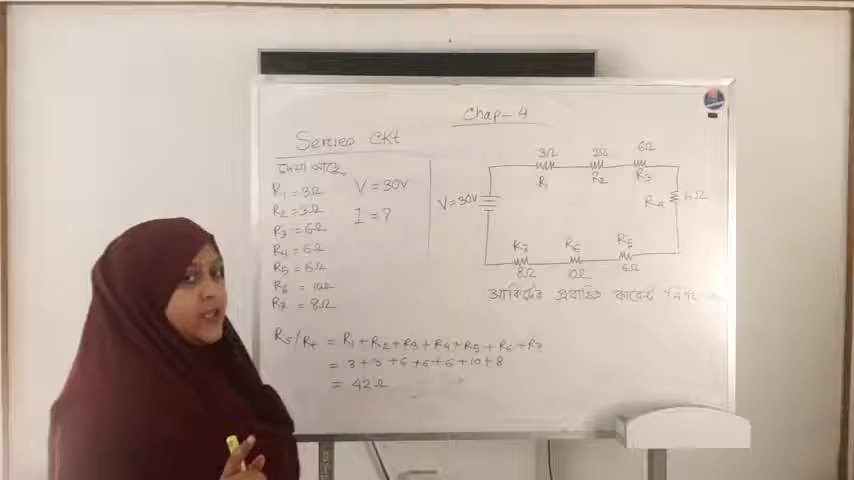 Chap-4
Series CKt
দেয়া আছে,
R1 = 3Ω
R2 = 3Ω
R3 = 6Ω
R4 = 6Ω
R5 = 6Ω
R6 = 10Ω
R7 = 8Ω
V = 30V
I = ?
3Ω 3Ω 6Ω
R1 R2 R3
V = 30V
R4 6Ω
R7 R6 R5
8Ω 10Ω 6Ω
সার্কিটের প্রবাহিত কারেন্ট নির্ণয়
Rs/Rt = R1 + R2 + R3 + R4 + R5 + R6 + R7
= 3 + 3 + 6 + 6 + 6 + 10 + 8
= 42Ω